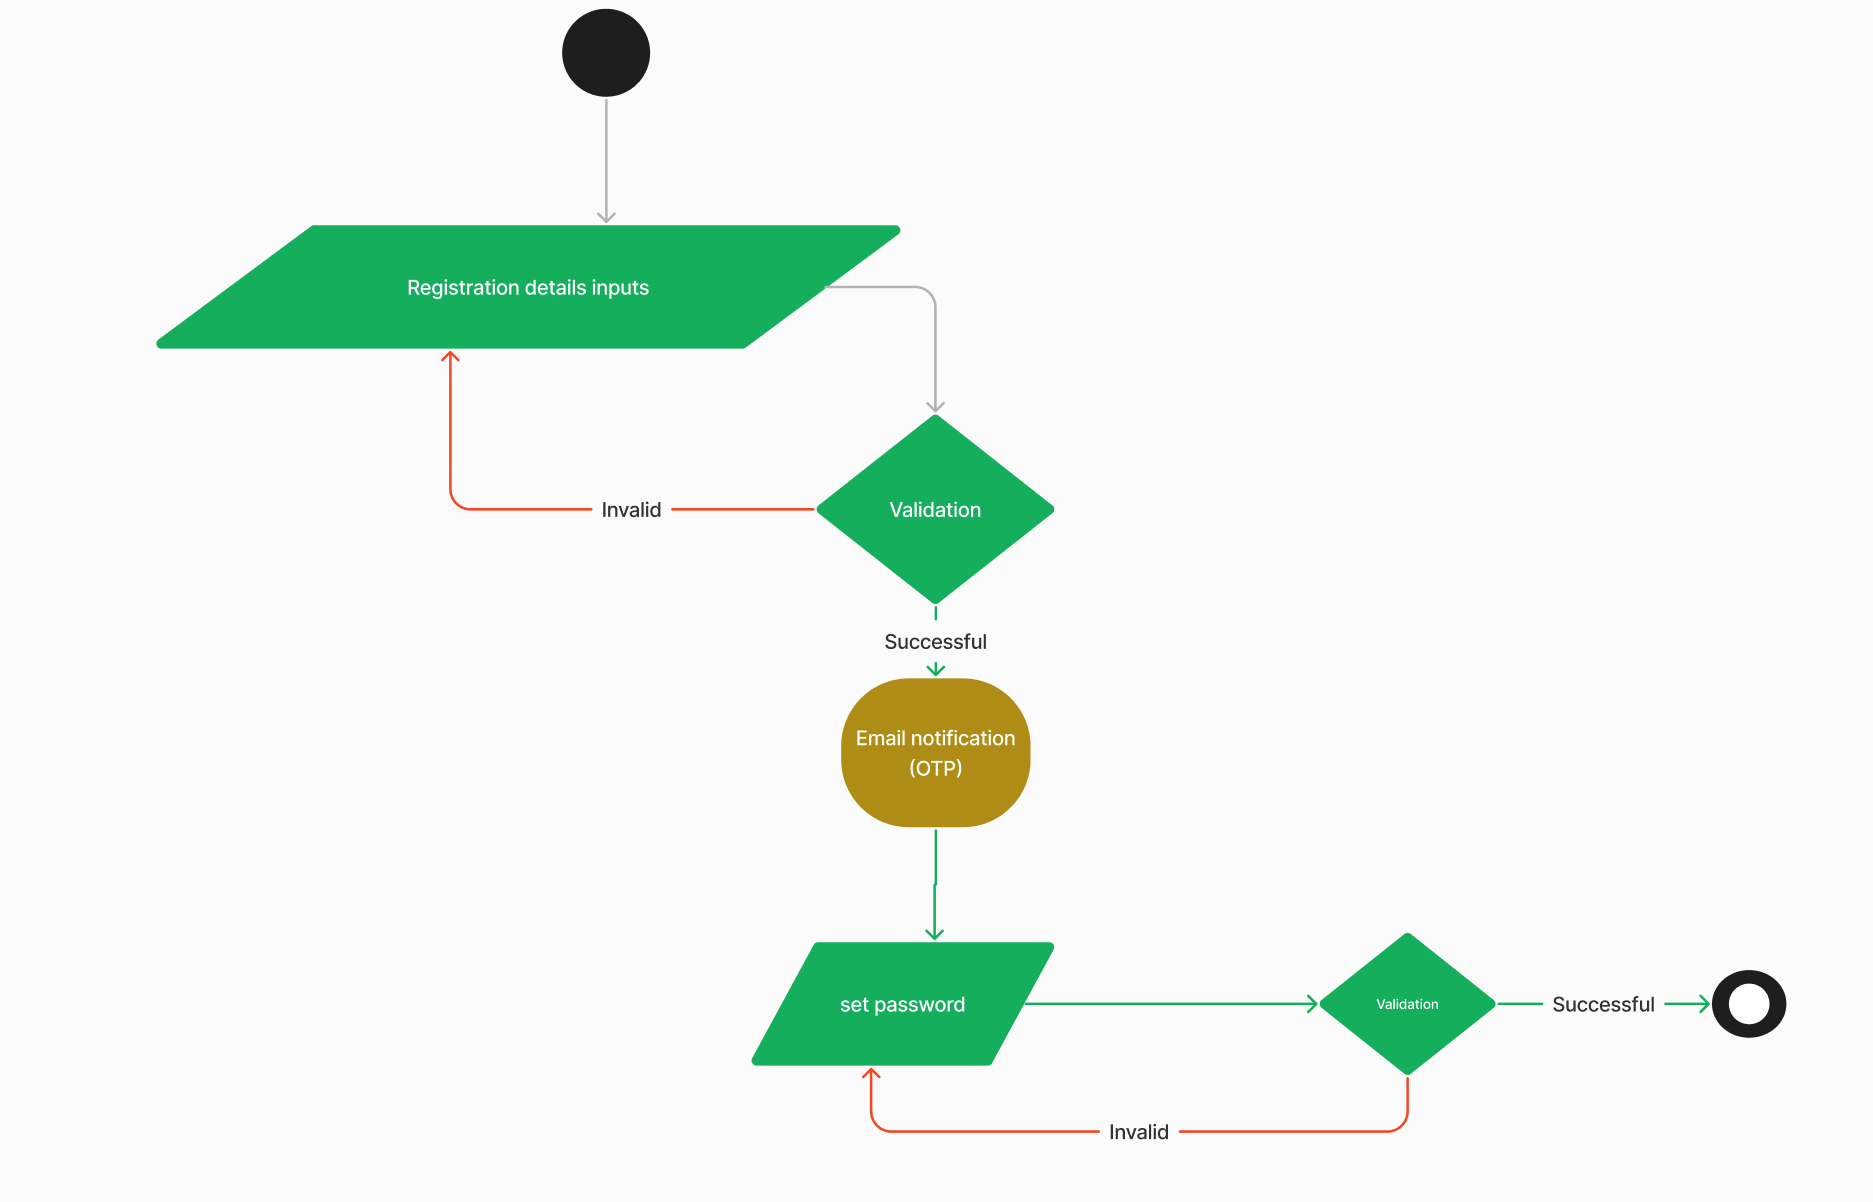 Registration details inputs
Invalid
Validation
Successful
Email notification
(OTP)
set password
Validation
Successful
Invalid